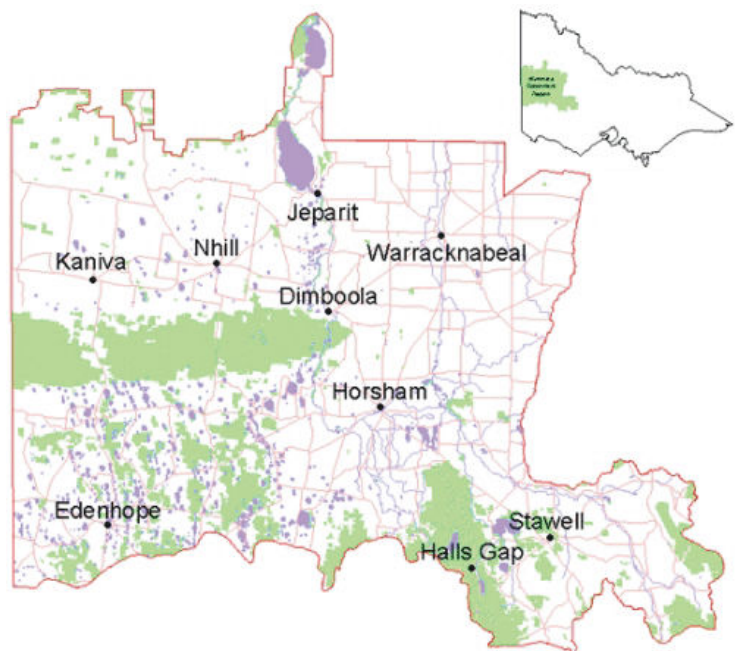 Jeparit
Nhill
Warracknabeal
Kaniva
Dimboola
Horsham
Edenhope
Stawell
Halls Gap